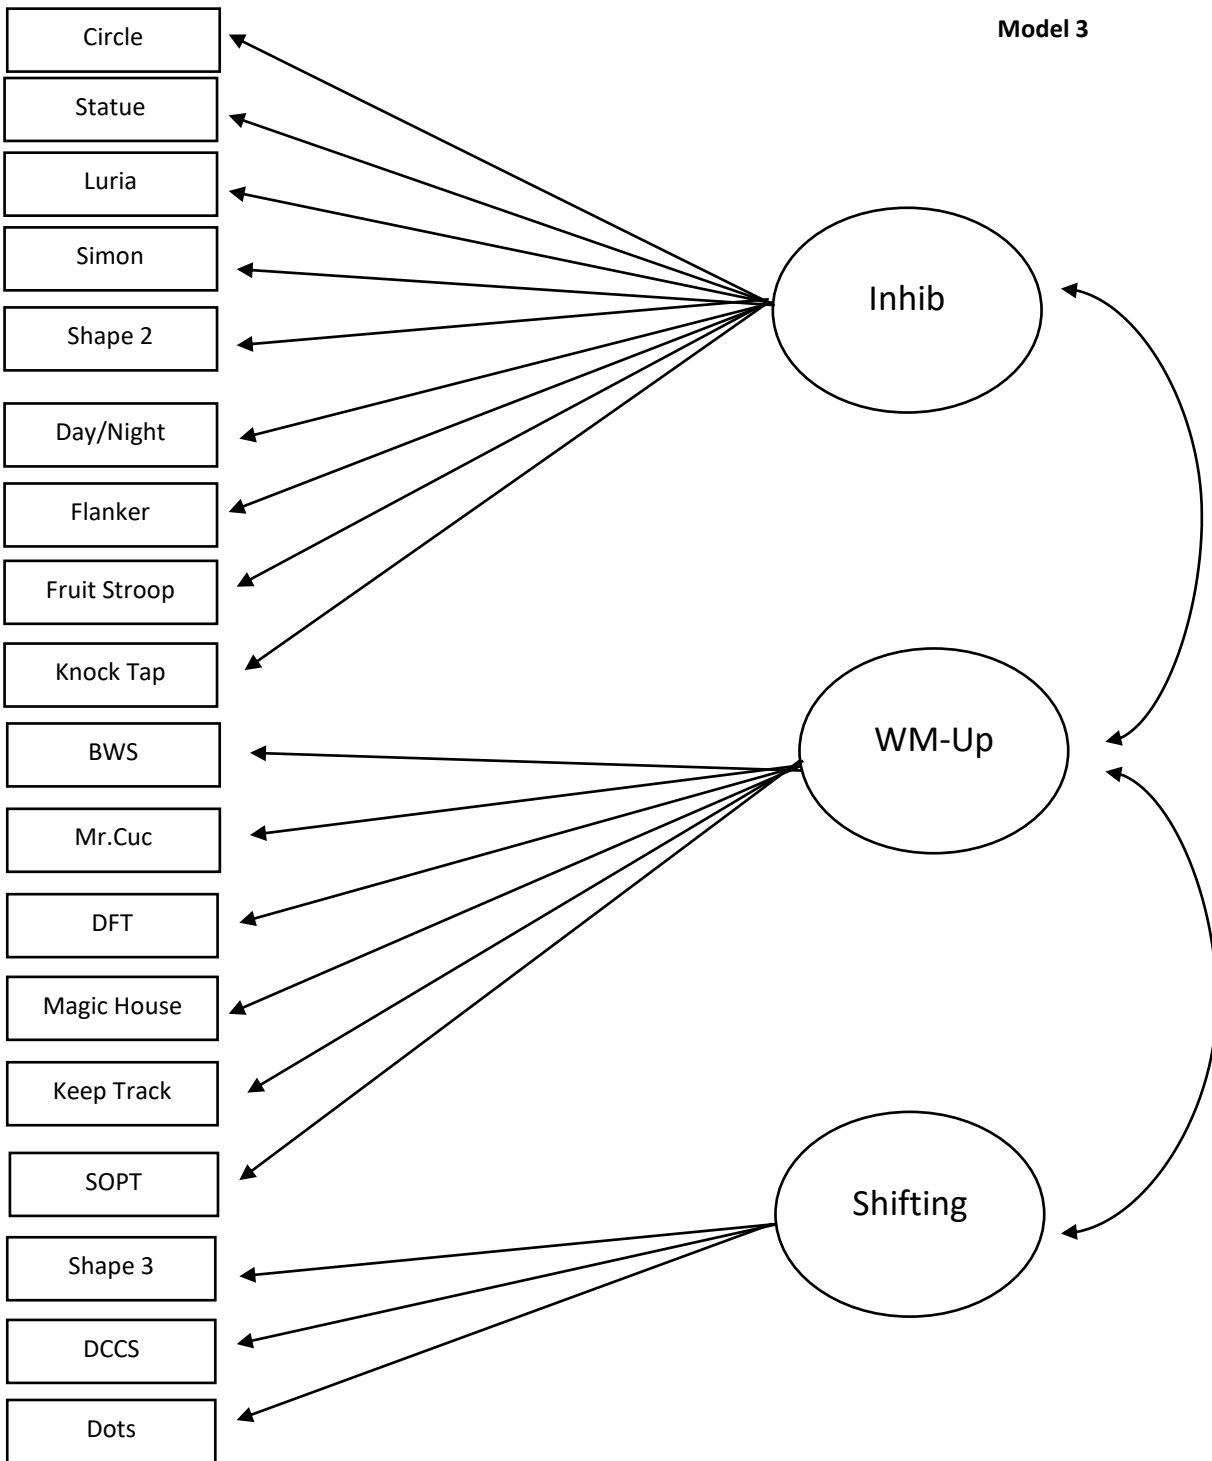 Model 3
Circle
Statue
Luria
Simon
Shape 2
Day/Night
Flanker
Fruit Stroop
Knock Tap
BWS
Mr.Cuc
DFT
Magic House
Keep Track
SOPT
Shape 3
DCCS
Dots
Inhib
WM-Up
Shifting